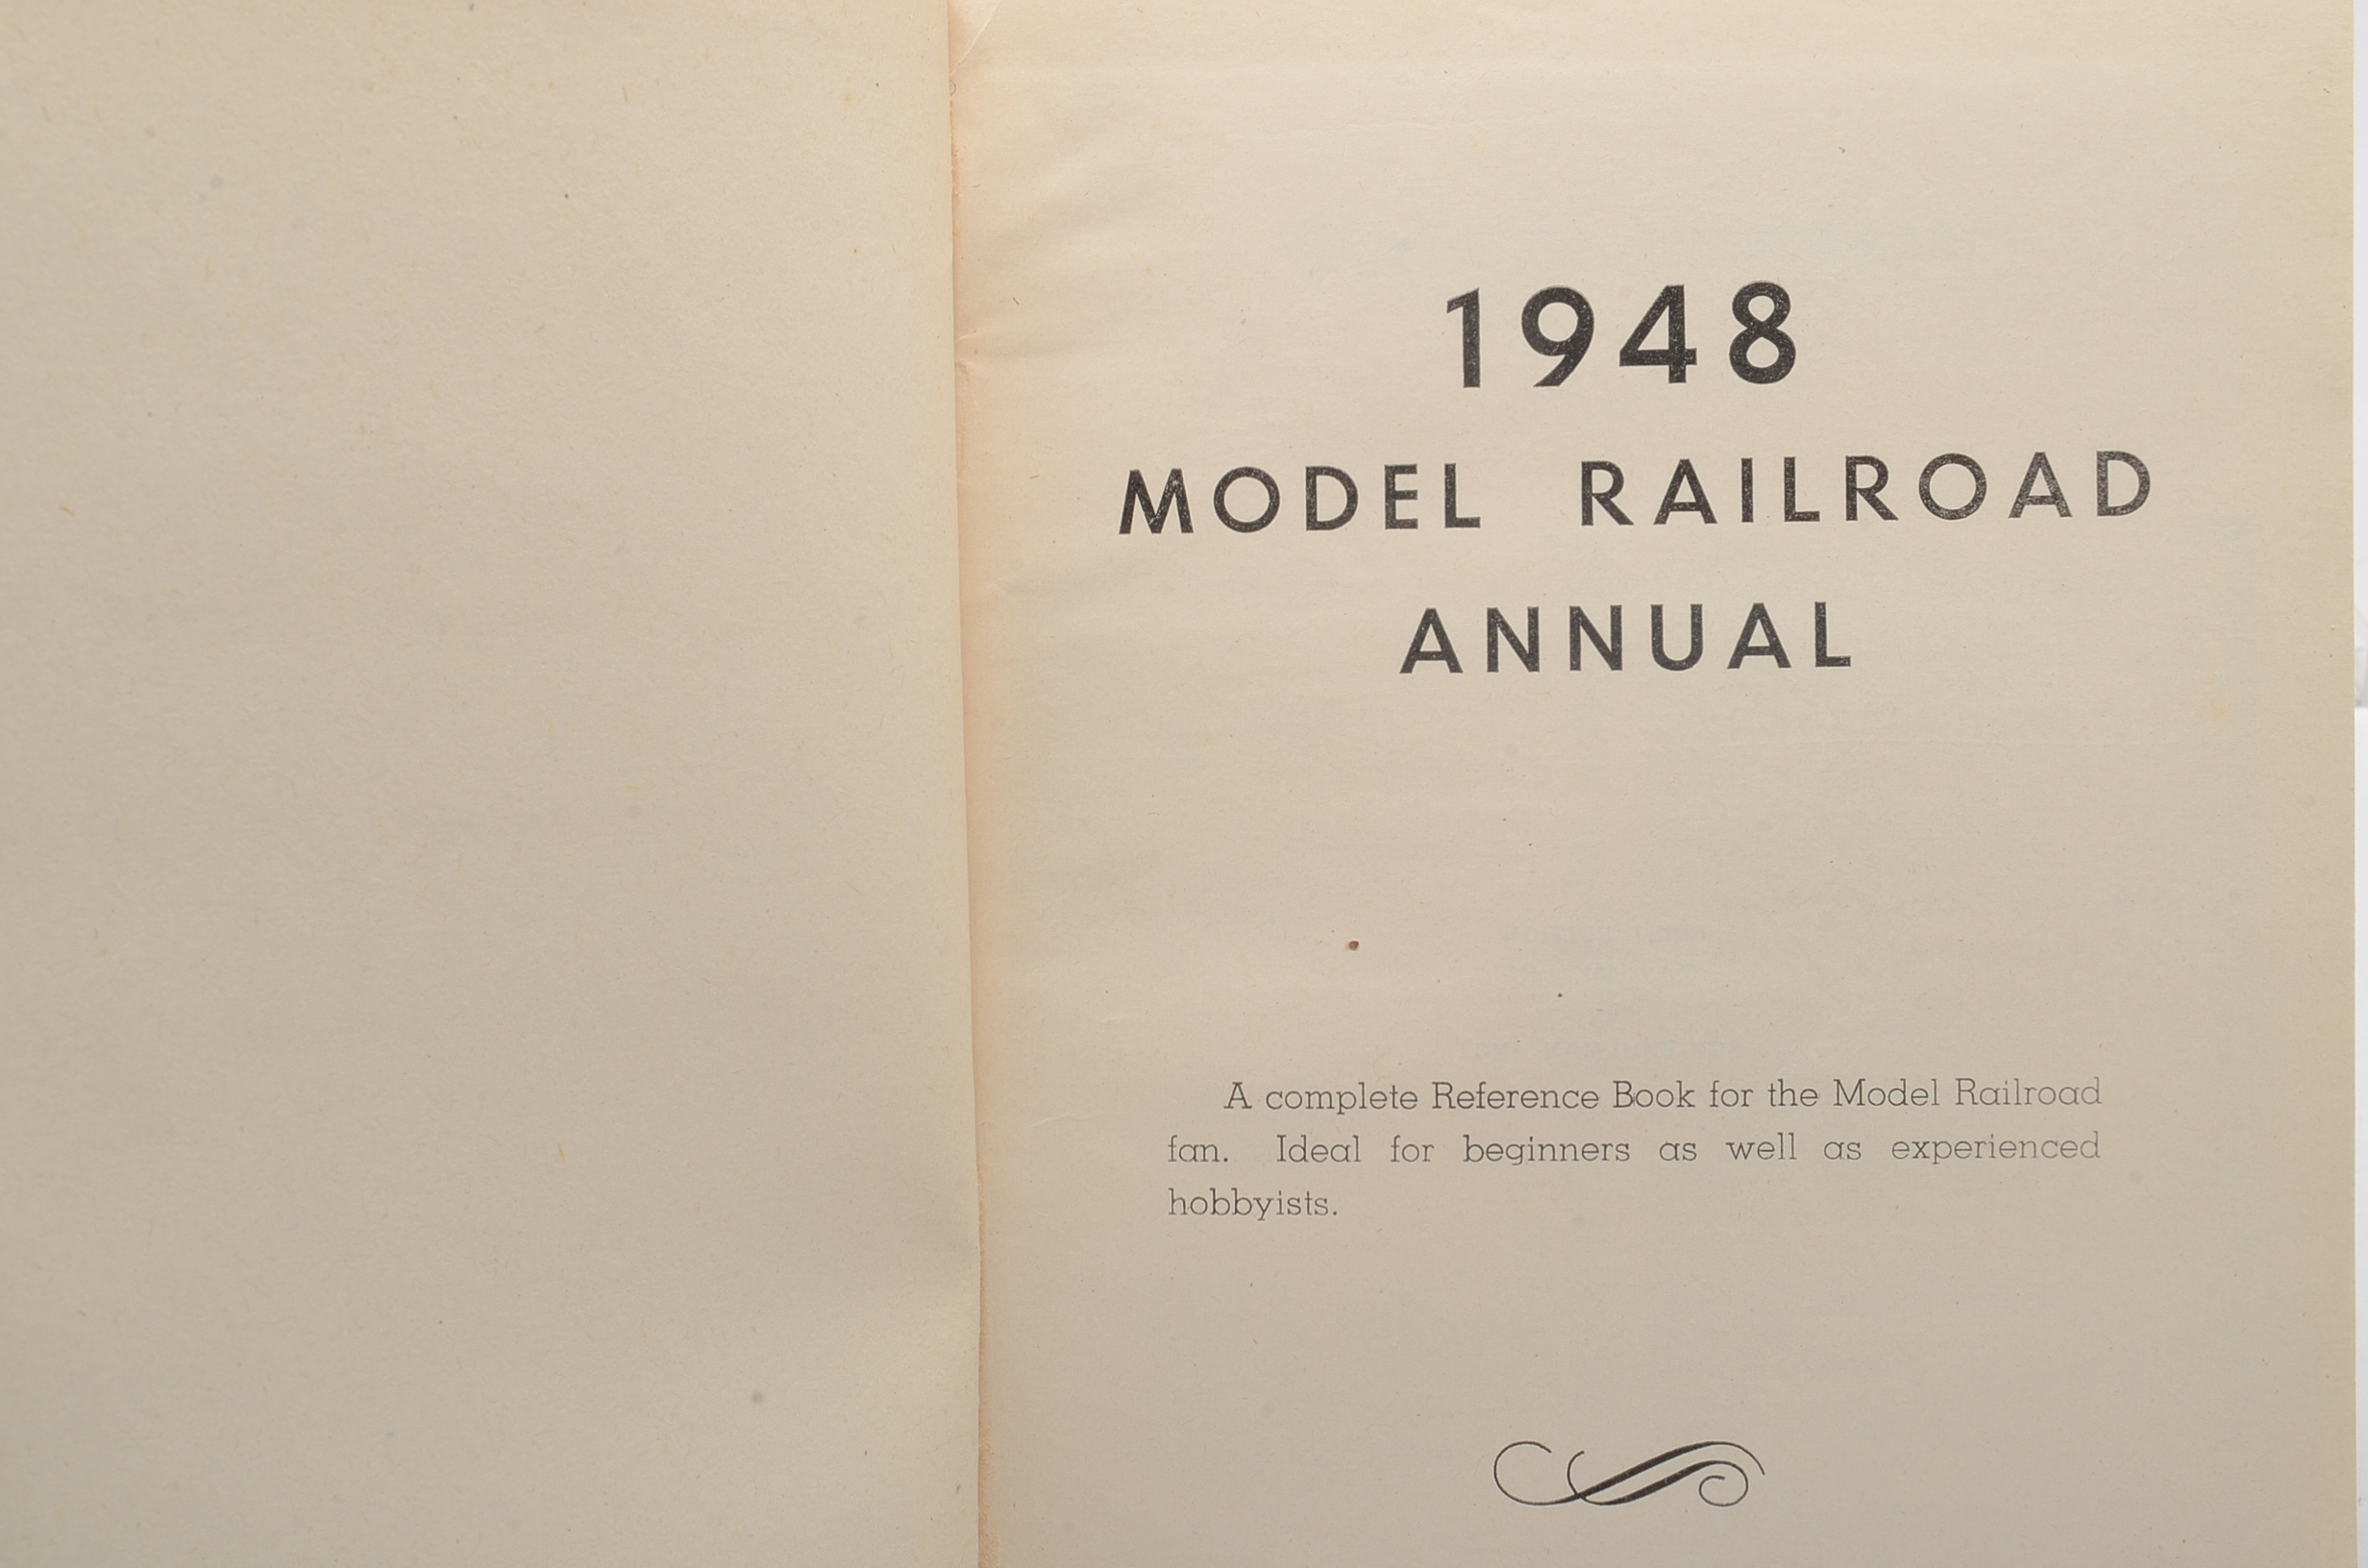 1948
MODEL RAILROAD
ANNUAL
A complete Reference Book for the Model Railroad
fan. Ideal for beginners as well as experienced
hobbyists.